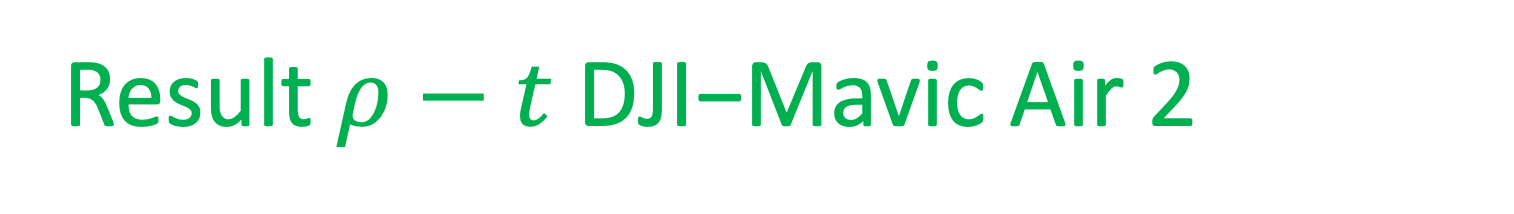 Result 𝜌 − 𝑡 DJI−Mavic Air 2